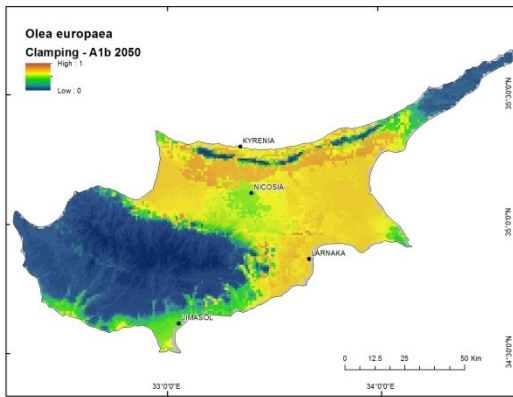 Olea europaea
Clamping - A1b 2050
High : 1
Low : 0
35°30'0"N
KYRENIA
NICOSIA
35°0'0"N
LARNAKA
LIMASOL
34°30'0"N
0 12.5 25 50 Km
33°0'0"E
34°0'0"E